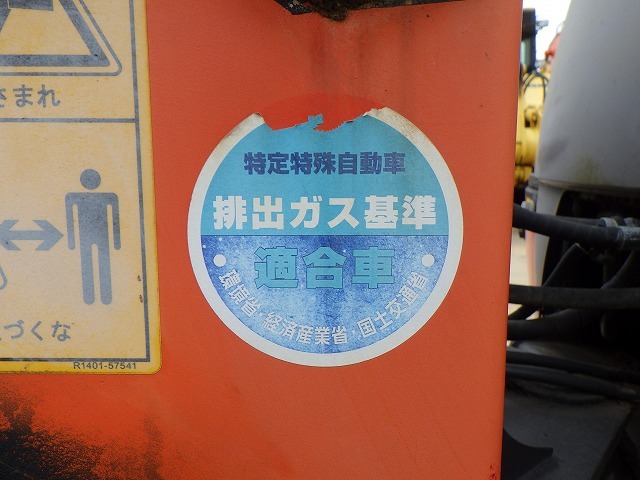 さまれ
づくな
R1401-57541
特定特殊自動車
排出ガス基準
適合車
環境省・経済産業省・国土交通省